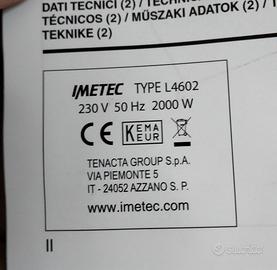 DATI TECNICI (2) / TECHNI
TÉCNICOS (2) / MŰSZAKI ADATOK (2) / T
TEKNIKE (2)
IMETEC TYPE L4602
230 V 50 Hz 2000 W
CE KEMA KEUR
TENACTA GROUP S.p.A.
VIA PIEMONTE 5
IT - 24052 AZZANO S. P.
www.imetec.com
II
subito